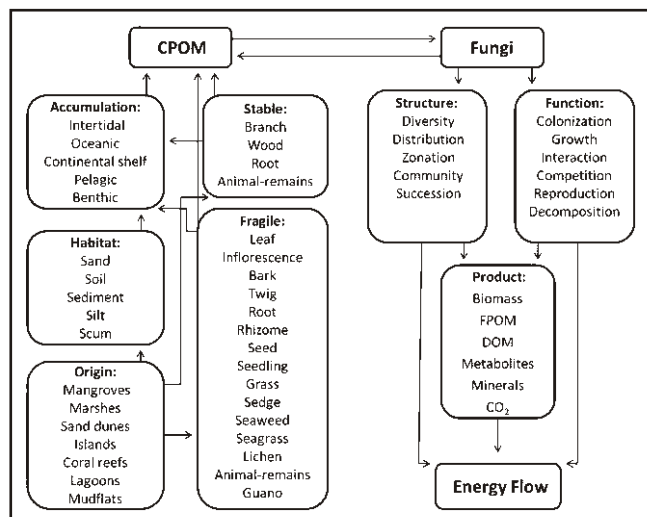 CPOM
Fungi
Accumulation:
Intertidal
Oceanic
Continental shelf
Pelagic
Benthic
Stable:
Branch
Wood
Root
Animal-remains
Structure:
Diversity
Distribution
Zonation
Community
Succession
Function:
Colonization
Growth
Interaction
Competition
Reproduction
Decomposition
Habitat:
Sand
Soil
Sediment
Silt
Scum
Fragile:
Leaf
Inflorescence
Bark
Twig
Root
Rhizome
Seed
Seedling
Grass
Sedge
Seaweed
Seagrass
Lichen
Animal-remains
Guano
Product:
Biomass
FPOM
DOM
Metabolites
Minerals
CO₂
Origin:
Mangroves
Marshes
Sand dunes
Islands
Coral reefs
Lagoons
Mudflats
Energy Flow